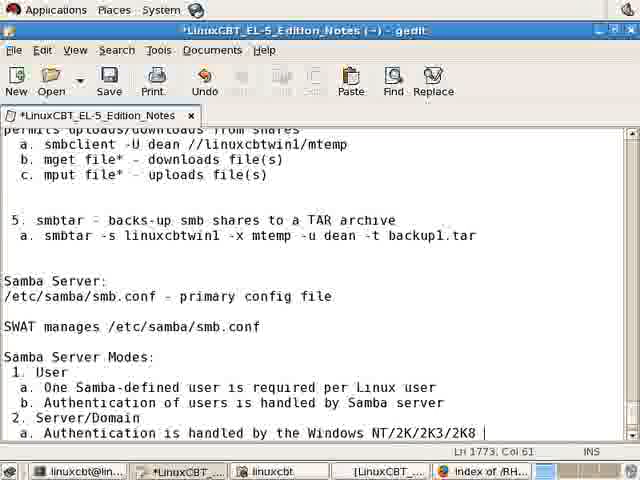 Applications Places System
*LinuxCBT_EL-5_Edition_Notes (~) - gedit
File Edit View Search Tools Documents Help
New Open Save Print. Undo Paste Find Replace
*LinuxCBT_EL-5_Edition_Notes ×
permits uploads/downloads from shares
a. smbclient -U dean //linuxcbtwin1/mtemp
b. mget file* - downloads file(s)
c. mput file* - uploads file(s)
5. smbtar - backs-up smb shares to a TAR archive
a. smbtar -s linuxcbtwin1 -x mtemp -u dean -t backup1.tar
Samba Server:
/etc/samba/smb.conf - primary config file
SWAT manages /etc/samba/smb.conf
Samba Server Modes:
1. User
a. One Samba-defined user is required per Linux user
b. Authentication of users is handled by Samba server
2. Server/Domain
a. Authentication is handled by the Windows NT/2K/2K3/2K8
Ln 1773, Col 61 INS
linuxcbt@lin... *LinuxCBT_... linuxcbt [LinuxCBT_... Index of /RH...